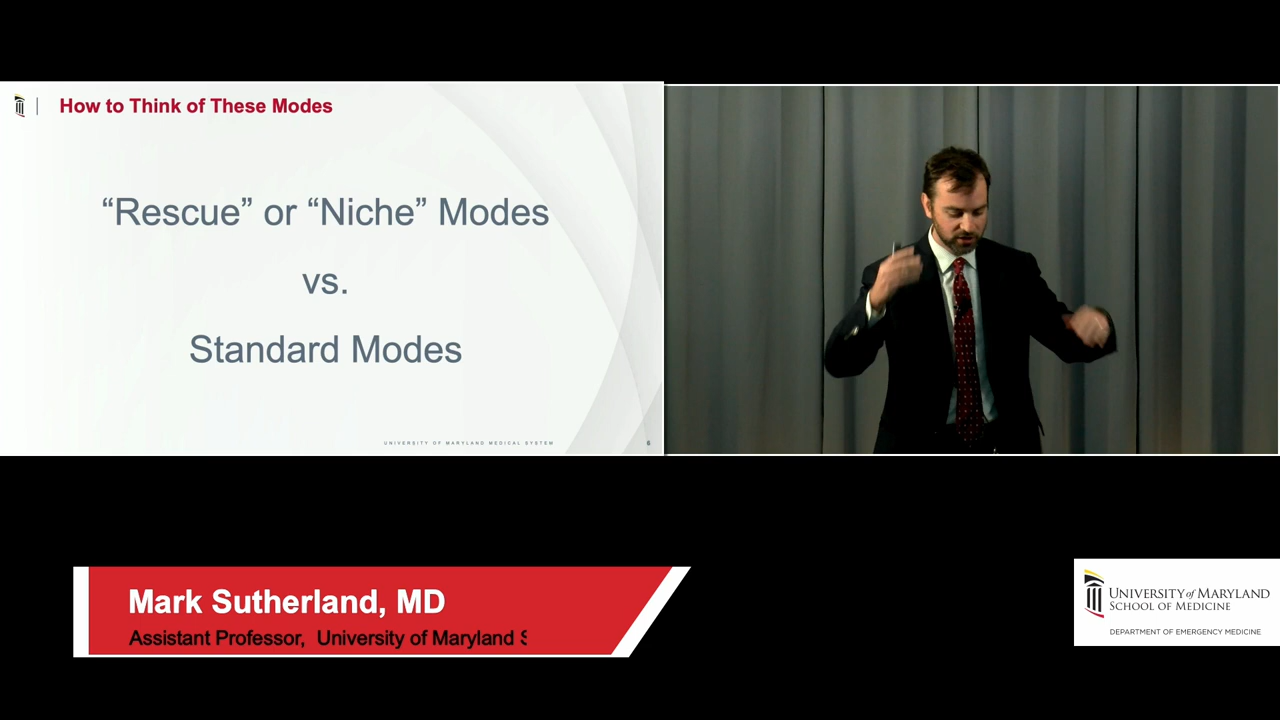 How to Think of These Modes
“Rescue” or “Niche” Modes
vs.
Standard Modes
UNIVERSITY OF MARYLAND MEDICAL SYSTEM
6
Mark Sutherland, MD
Assistant Professor, University of Maryland S
UNIVERSITY of MARYLAND
SCHOOL OF MEDICINE
DEPARTMENT OF EMERGENCY MEDICINE